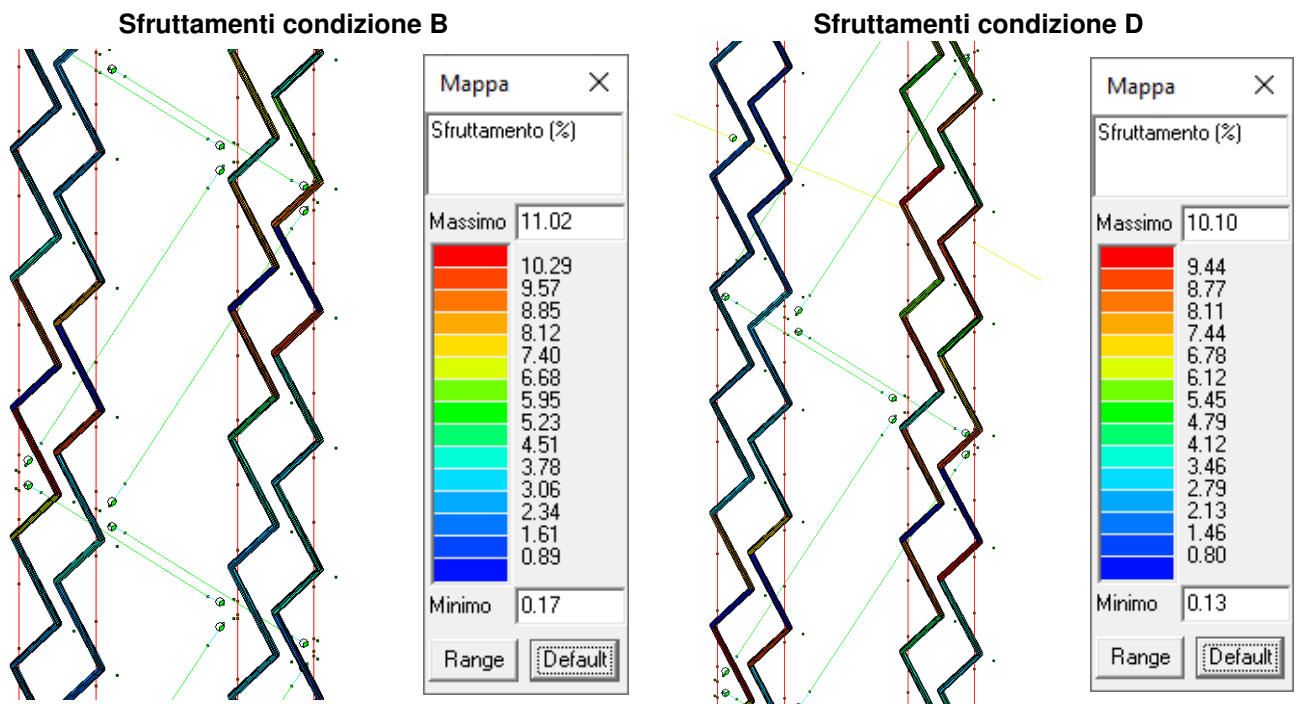 Sfruttamenti condizione B
Mappa
Sfruttamento (%)
Massimo 11.02
10.29
9.57
8.85
8.12
7.40
6.68
5.95
5.23
4.51
3.78
3.06
2.34
1.61
0.89
Minimo 0.17
Range Default
Sfruttamenti condizione D
Mappa
Sfruttamento (%)
Massimo 10.10
9.44
8.77
8.11
7.44
6.78
6.12
5.45
4.79
4.12
3.46
2.79
2.13
1.46
0.80
Minimo 0.13
Range Default